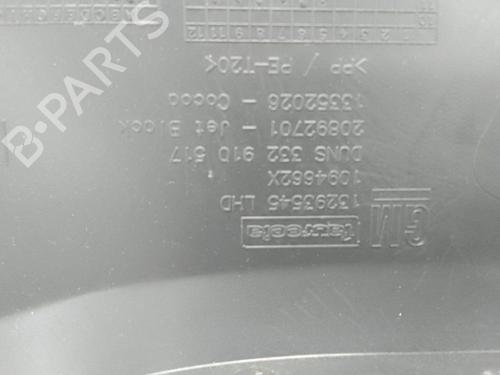 GM faurecia
13293545 LHD
1094662X
DUNS 332 910 517
20892701 - Jet Black
13352026 - Cocoa
>PP / PE-T20<
B-PARTS